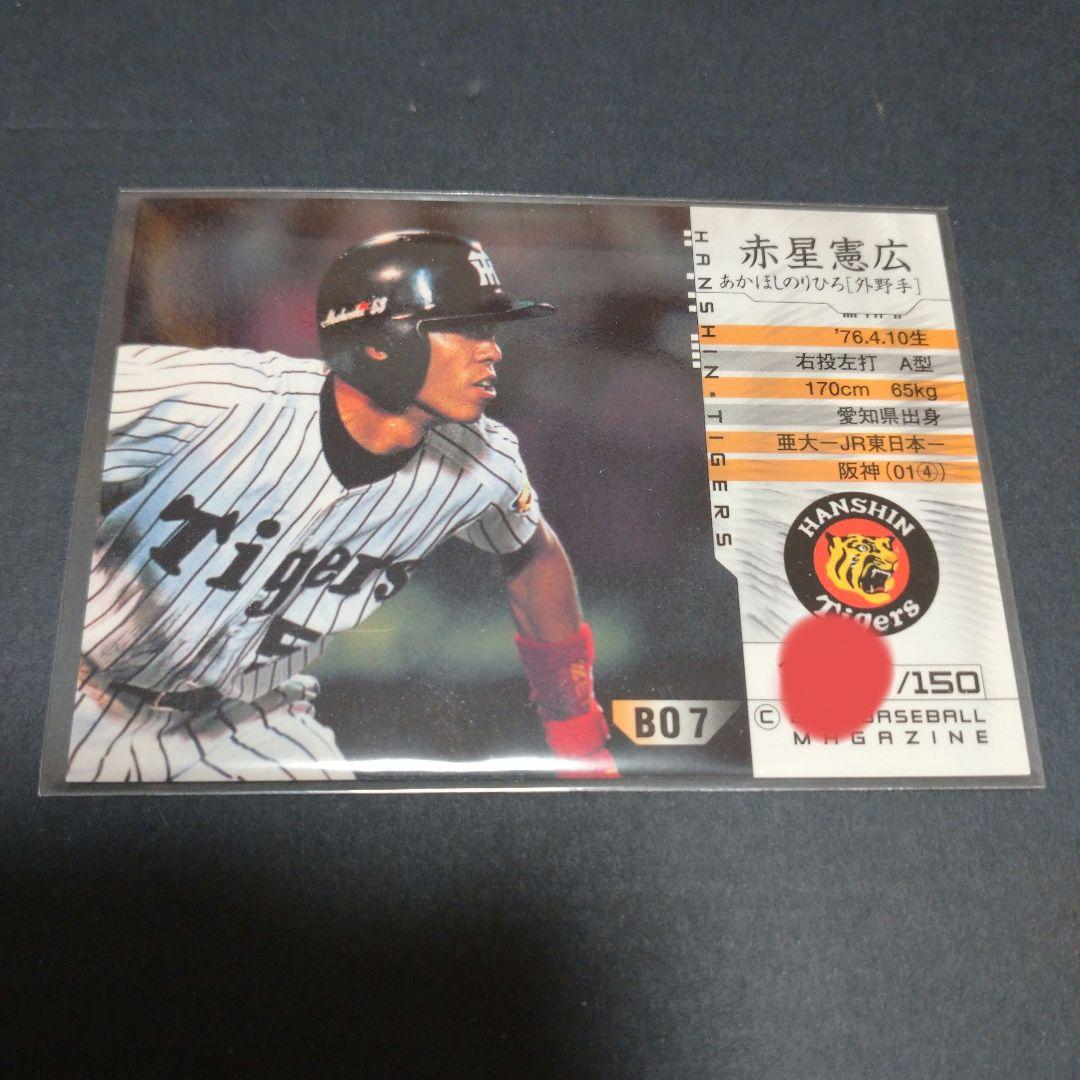 赤星憲広
あかほしのりひろ[外野手]
'76.4.10生
右投左打 A型
170cm 65kg
愛知県出身
亜大ーJR東日本ー
阪神(01④)
HANSHIN*TIGERS
HANSHIN
Tigers
/150
BO7
© BASEBALL
MAGAZINE
Tigers
53